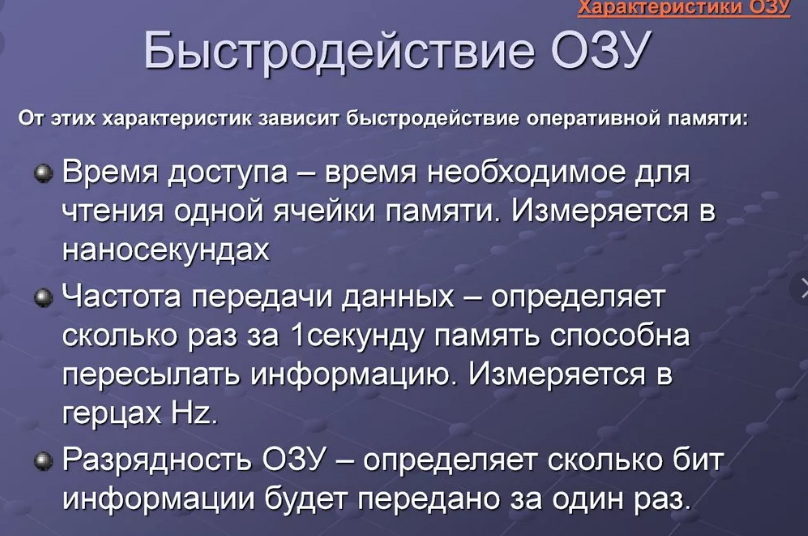 Характеристики ОЗУ
Быстродействие ОЗУ
От этих характеристик зависит быстродействие оперативной памяти:
Время доступа – время необходимое для
чтения одной ячейки памяти. Измеряется в
наносекундах
Частота передачи данных – определяет
сколько раз за 1секунду память способна
пересылать информацию. Измеряется в
герцах Hz.
Разрядность ОЗУ – определяет сколько бит
информации будет передано за один раз.